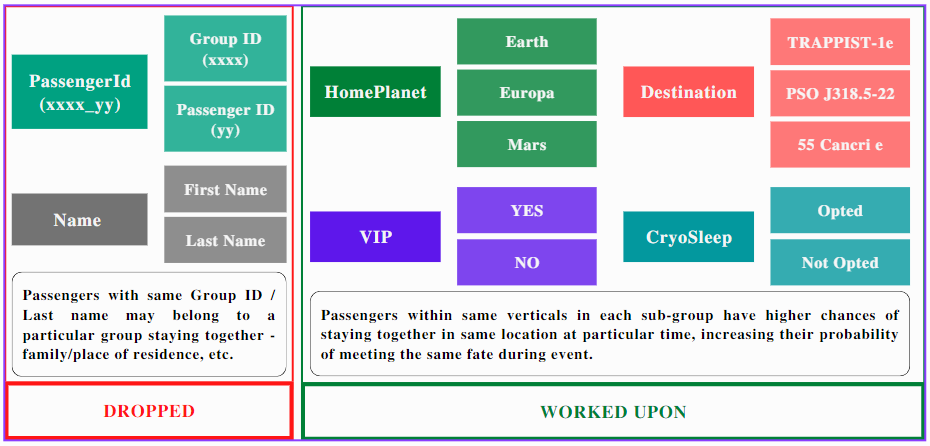 PassengerId
(xxxx_yy)
Group ID
(xxxx)
Passenger ID
(yy)
Name
First Name
Last Name
Passengers with same Group ID /
Last name may belong to a
particular group staying together -
family/place of residence, etc.
DROPPED
HomePlanet
Earth
Europa
Mars
Destination
TRAPPIST-1e
PSO J318.5-22
55 Cancri e
VIP
YES
NO
CryoSleep
Opted
Not Opted
Passengers within same verticals in each sub-group have higher chances of
staying together in same location at particular time, increasing their probability
of meeting the same fate during event.
WORKED UPON